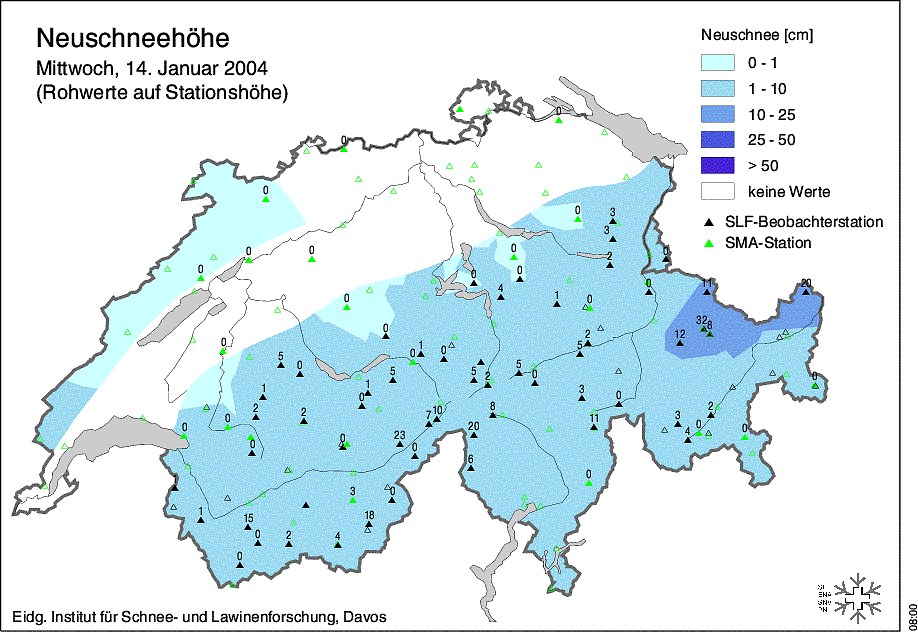 Neuschneehöhe
Mittwoch, 14. Januar 2004
(Rohwerte auf Stationshöhe)
Neuschnee [cm]
0 - 1
1 - 10
10 - 25
25 - 50
> 50
keine Werte
SLF-Beobachterstation
SMA-Station
0
0
0
0 3
3
0 0 0
0 0 2 0
0 0 11 20
4 1 0
0 32 8
2 12
0 5 1 0 0 5
5 0 5 5 5 0 0
1 1 0 2 3 0
2 2 7 10 8 11 3 2
0 0 23 20 4 0 0
0 0 0 6
0
3 0
1 15 18
0 2 4
0
Eidg. Institut für Schnee- und Lawinenforschung, Davos
08:00